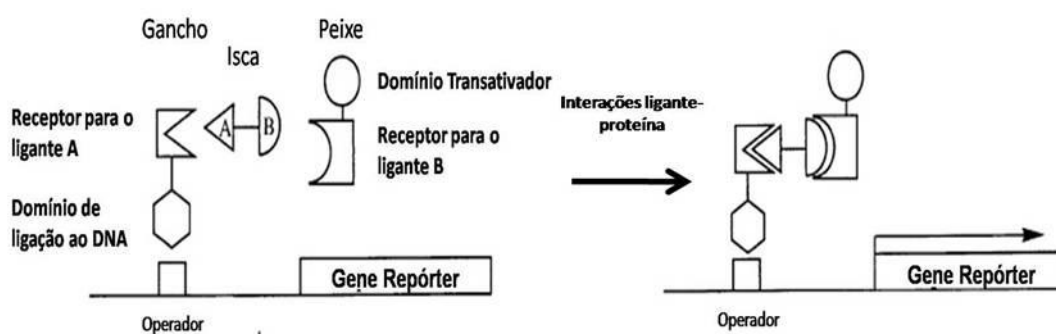 Gancho
Isca
Peixe
Domínio Transativador
Receptor para o
ligante A
A
B
Receptor para o
ligante B
Domínio de
ligação ao DNA
Gene Repórter
Operador
Interações ligante-
proteína
Gene Repórter
Operador